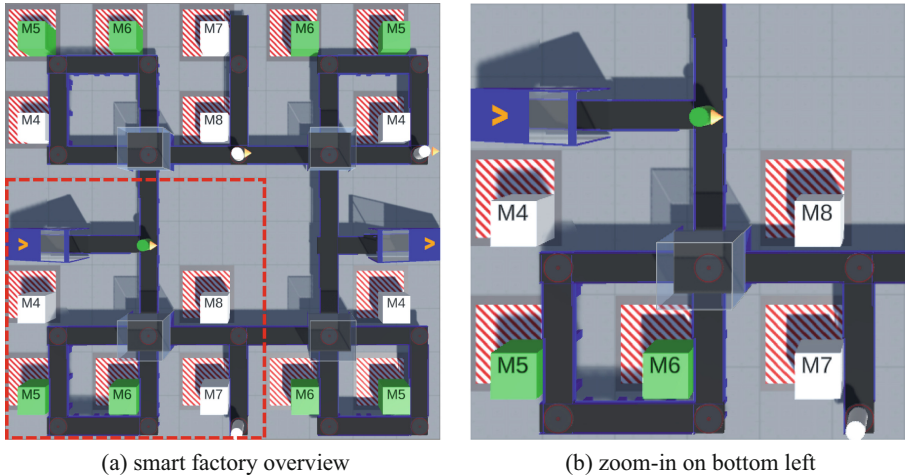 M5 M6 M7 M6 M5
M4 M8 M4
> >
M4 M8 M4
M5 M6 M7 M6 M5
(a) smart factory overview
>
M4 M8
M5 M6 M7
(b) zoom-in on bottom left